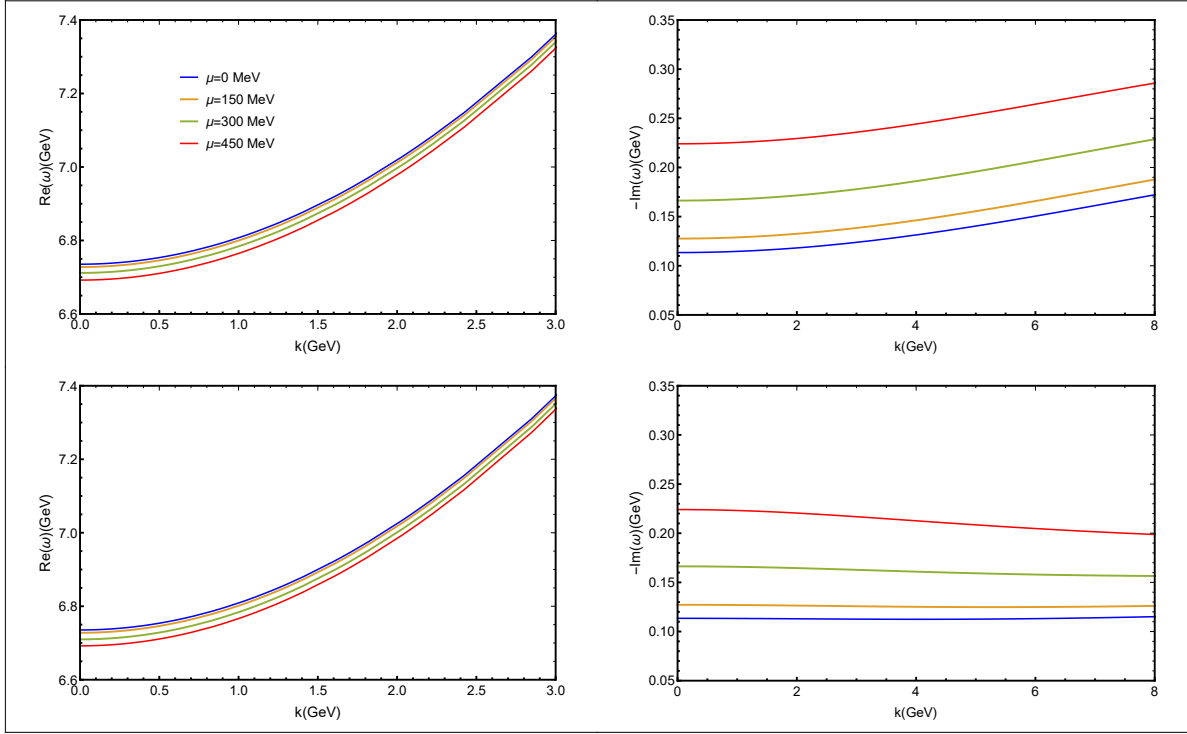 7.4
7.2
7.0
6.8
6.6
Re(ω)(GeV)
μ=0 MeV
μ=150 MeV
μ=300 MeV
μ=450 MeV
0.0 0.5 1.0 1.5 2.0 2.5 3.0
k(GeV)
0.35
0.30
0.25
0.20
0.15
0.10
0.05
−Im(ω)(GeV)
0 2 4 6 8
k(GeV)
7.4
7.2
7.0
6.8
6.6
Re(ω)(GeV)
0.0 0.5 1.0 1.5 2.0 2.5 3.0
k(GeV)
0.35
0.30
0.25
0.20
0.15
0.10
0.05
−Im(ω)(GeV)
0 2 4 6 8
k(GeV)